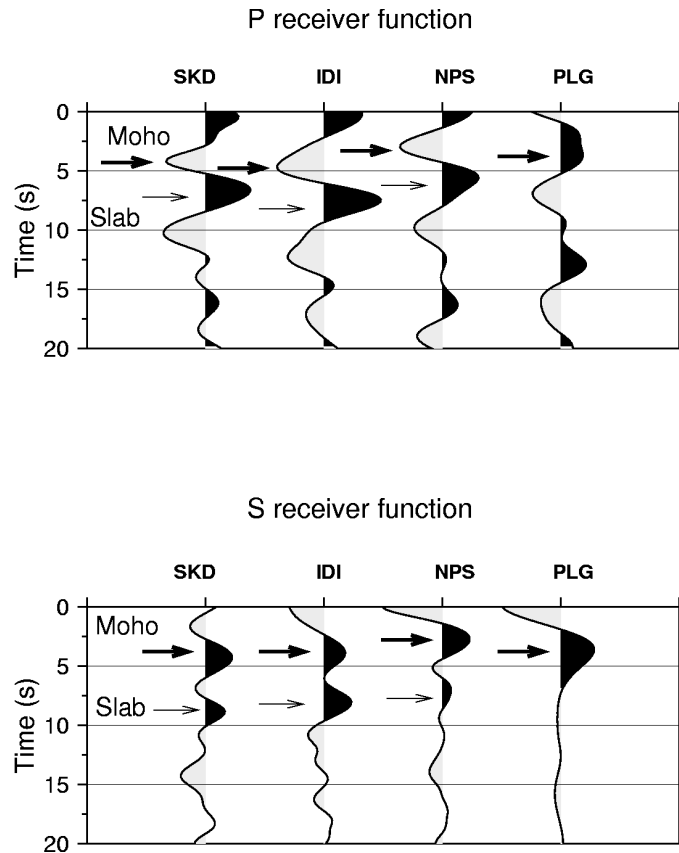 P receiver function
SKD IDI NPS PLG
0
Moho
5
Slab
10
15
20
Time (s)
S receiver function
SKD IDI NPS PLG
0
Moho
5
Slab
10
15
20
Time (s)